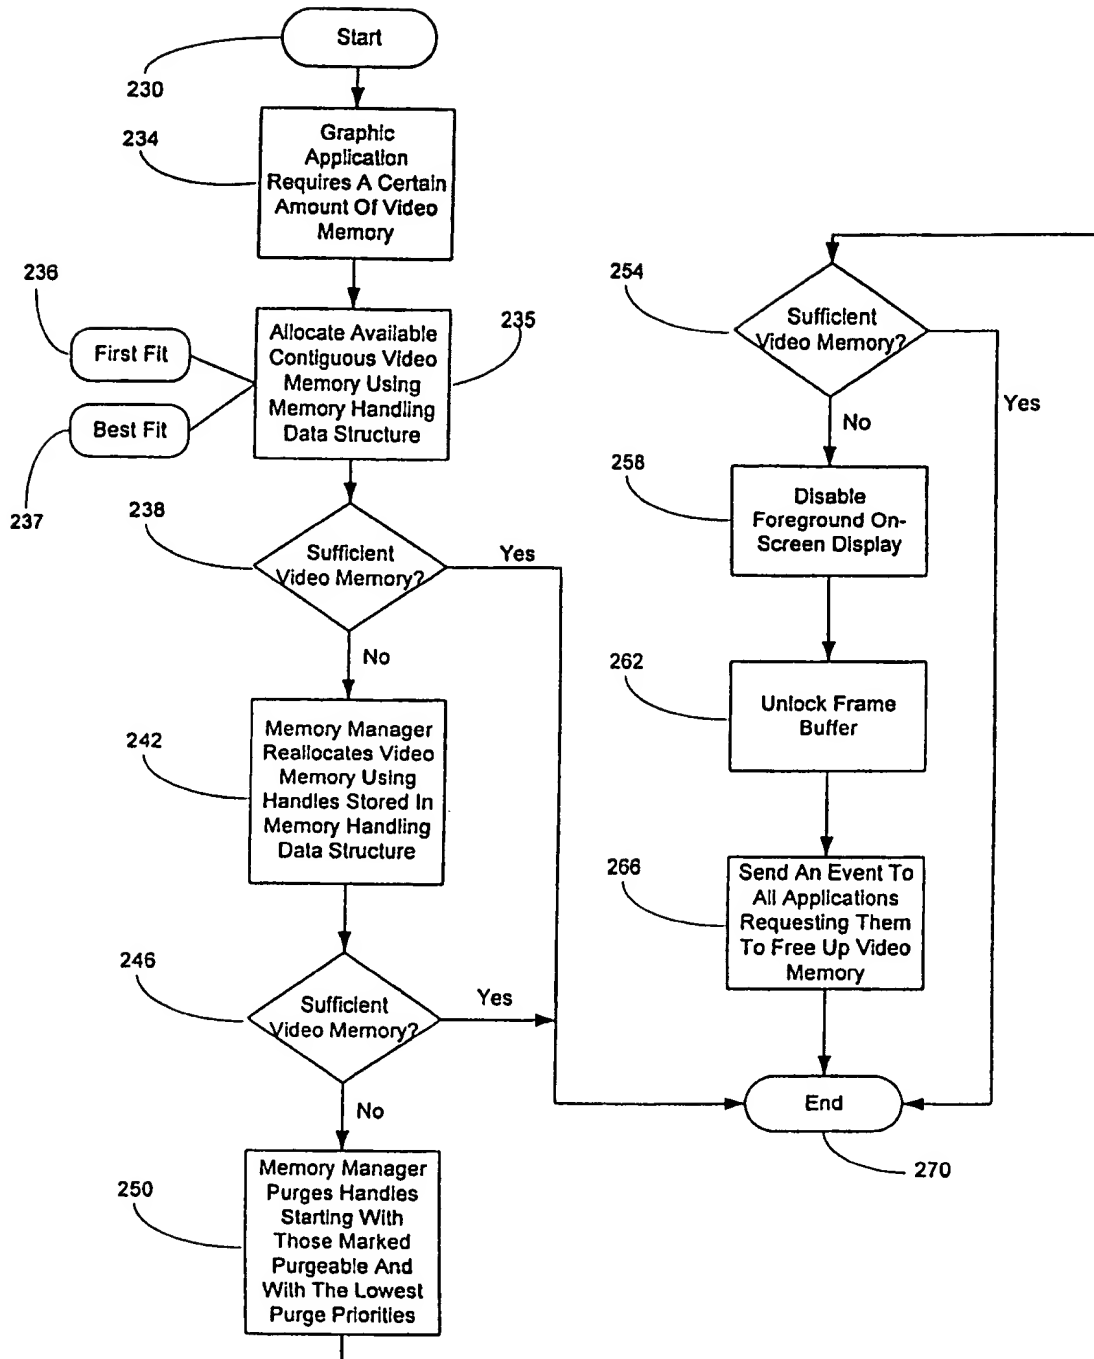 Start
230
234
Graphic
Application
Requires A Certain
Amount Of Video
Memory
236
First Fit
Best Fit
237
235
Allocate Available
Contiguous Video
Memory Using
Memory Handling
Data Structure
238
Sufficient
Video Memory?
Yes
No
242
Memory Manager
Reallocates Video
Memory Using
Handles Stored In
Memory Handling
Data Structure
246
Sufficient
Video Memory?
Yes
No
250
Memory Manager
Purges Handles
Starting With
Those Marked
Purgeable And
With The Lowest
Purge Priorities
254
Sufficient
Video Memory?
Yes
No
258
Disable
Foreground On-
Screen Display
262
Unlock Frame
Buffer
266
Send An Event To
All Applications
Requesting Them
To Free Up Video
Memory
End
270